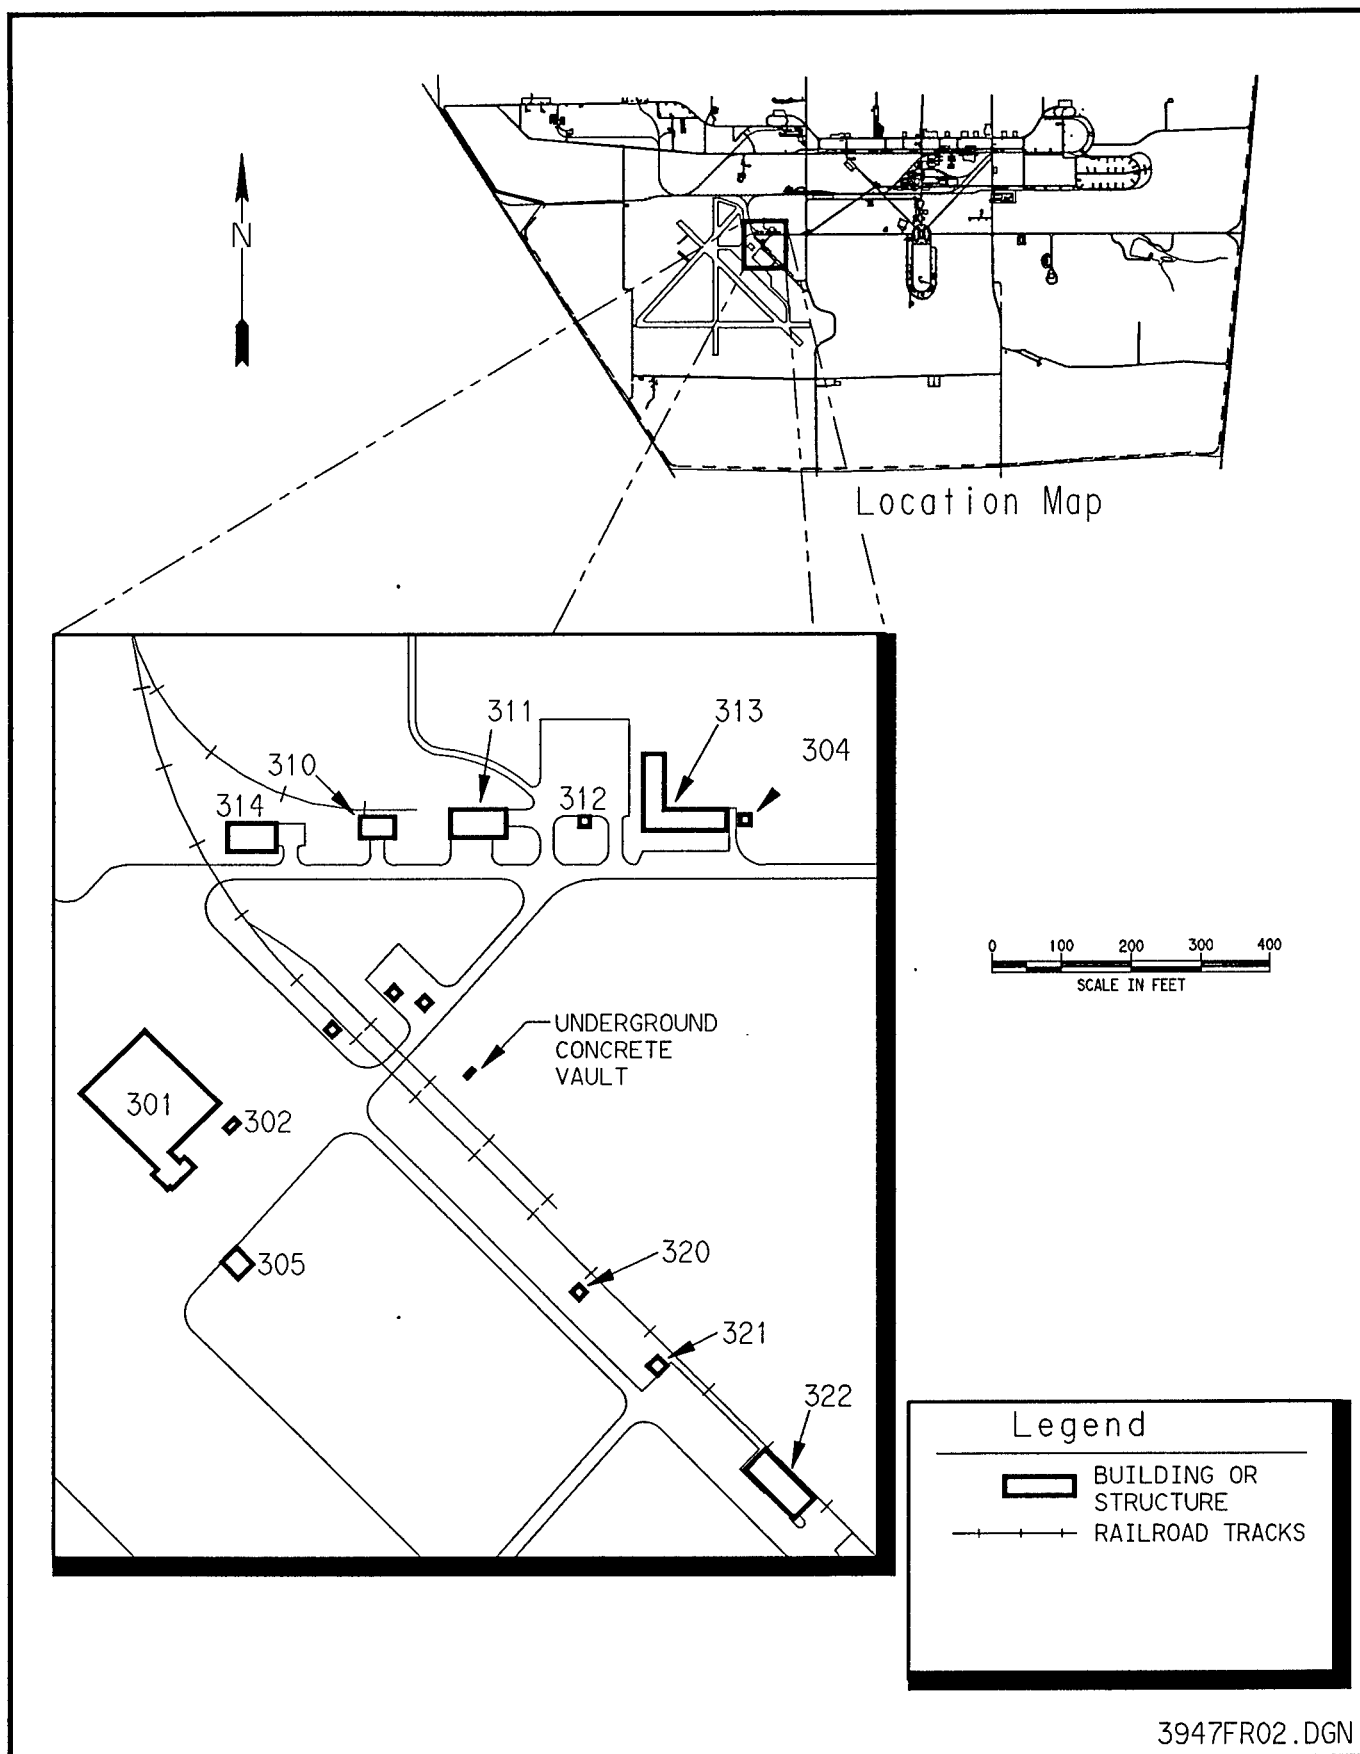 N
Location Map
311
313
304
310
314
312
0 100 200 300 400
SCALE IN FEET
UNDERGROUND
CONCRETE
VAULT
301
302
305
320
321
322
Legend
BUILDING OR
STRUCTURE
RAILROAD TRACKS
3947FR02.DGN